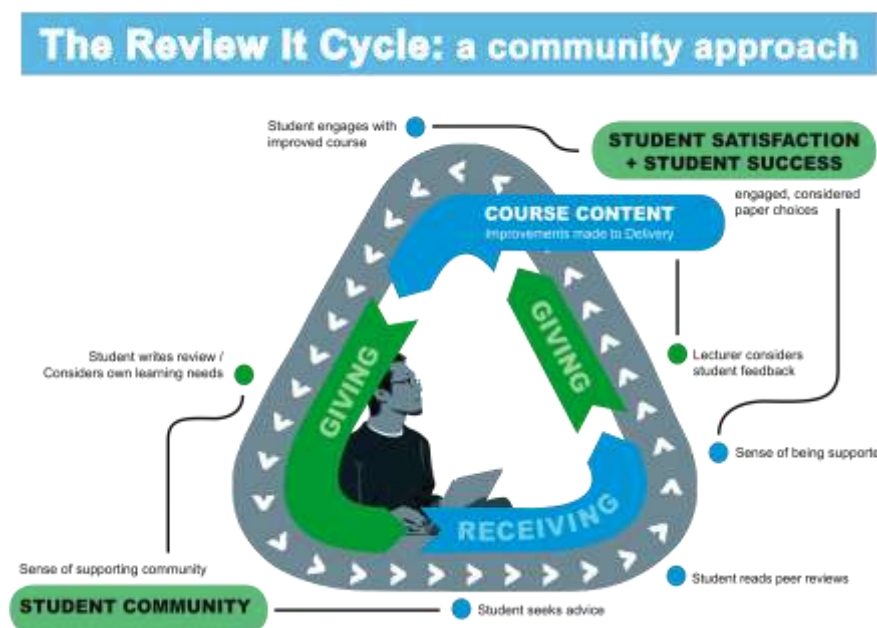 The Review It Cycle: a community approach
Student engages with
improved course
STUDENT SATISFACTION
+ STUDENT SUCCESS
engaged, considered
paper choices
COURSE CONTENT
Improvements made to Delivery
GIVING
GIVING
Student writes review /
Considers own learning needs
Lecturer considers
student feedback
Sense of being supporte
RECEIVING
Sense of supporting community
Student reads peer reviews
STUDENT COMMUNITY
Student seeks advice